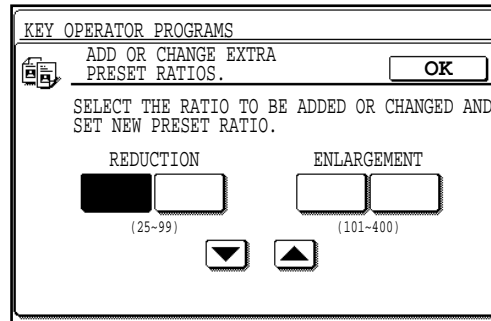 KEY OPERATOR PROGRAMS
ADD OR CHANGE EXTRA
PRESET RATIOS.
OK
SELECT THE RATIO TO BE ADDED OR CHANGED AND
SET NEW PRESET RATIO.
REDUCTION ENLARGEMENT
(25~99) (101~400)